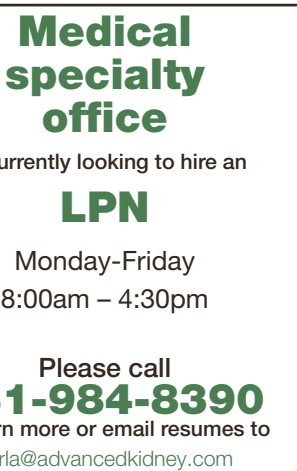 Medical
specialty
office
urrently looking to hire an
LPN
Monday-Friday
8:00am – 4:30pm
Please call
1-984-8390
rn more or email resumes to
rla@advancedkidney.com